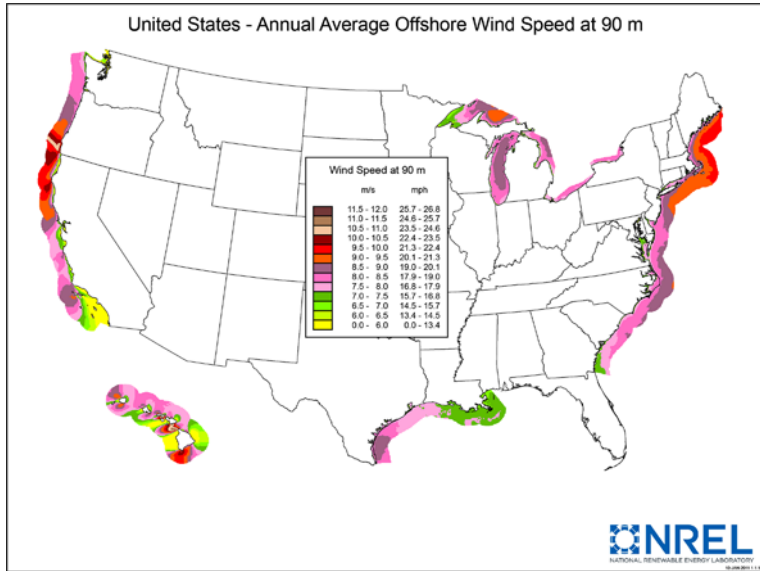 United States - Annual Average Offshore Wind Speed at 90 m
Wind Speed at 90 m
m/s mph
11.5 - 12.0 25.7 - 26.8
11.0 - 11.5 24.6 - 25.7
10.5 - 11.0 23.5 - 24.6
10.0 - 10.5 22.4 - 23.5
9.5 - 10.0 21.3 - 22.4
9.0 - 9.5 20.1 - 21.3
8.5 - 9.0 19.0 - 20.1
8.0 - 8.5 17.9 - 19.0
7.5 - 8.0 16.8 - 17.9
7.0 - 7.5 15.7 - 16.8
6.5 - 7.0 14.5 - 15.7
6.0 - 6.5 13.4 - 14.5
0.0 - 6.0 0.0 - 13.4
NREL
NATIONAL RENEWABLE ENERGY LABORATORY